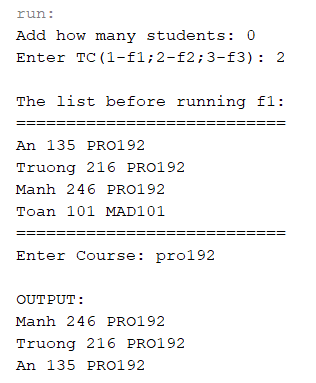 run:
Add how many students: 0
Enter TC(1-f1;2-f2;3-f3): 2
The list before running f1:
===========================
An 135 PRO192
Truong 216 PRO192
Manh 246 PRO192
Toan 101 MAD101
===========================
Enter Course: pro192
OUTPUT:
Manh 246 PRO192
Truong 216 PRO192
An 135 PRO192